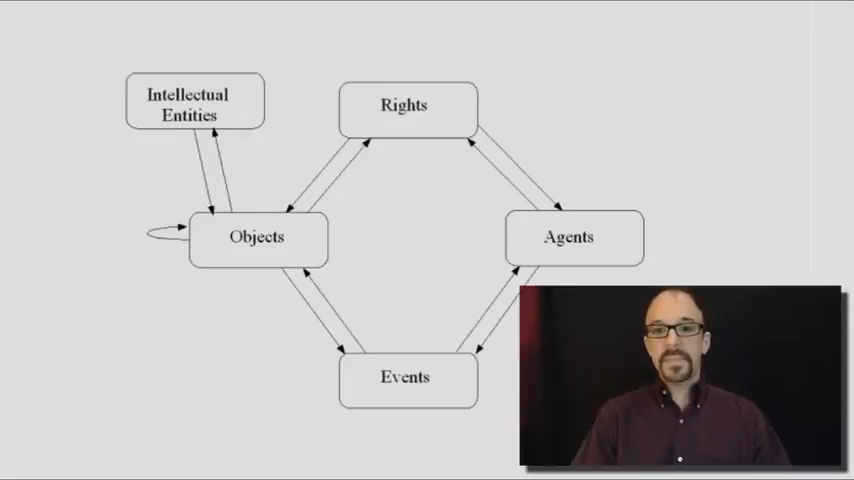 Intellectual
Entities
Rights
Objects
Agents
Events